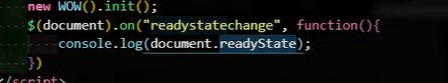 new WOW().init();
$(document).on("readystatechange", function(){
console.log(document.readyState);
})
</script>